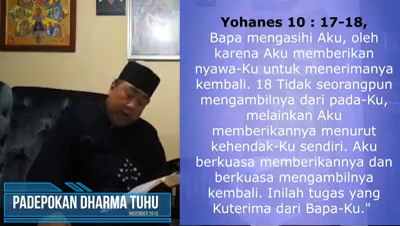 Yohanes 10 : 17-18,
Bapa mengasihi Aku, oleh
karena Aku memberikan
nyawa-Ku untuk menerimanya
kembali. 18 Tidak seorangpun
mengambilnya dari pada-Ku,
melainkan Aku
memberikannya menurut
kehendak-Ku sendiri. Aku
berkuasa memberikannya dan
berkuasa mengambilnya
kembali. Inilah tugas yang
Kuterima dari Bapa-Ku."
PADEPOKAN DHARMA TUHU
NOVEMBER 2018